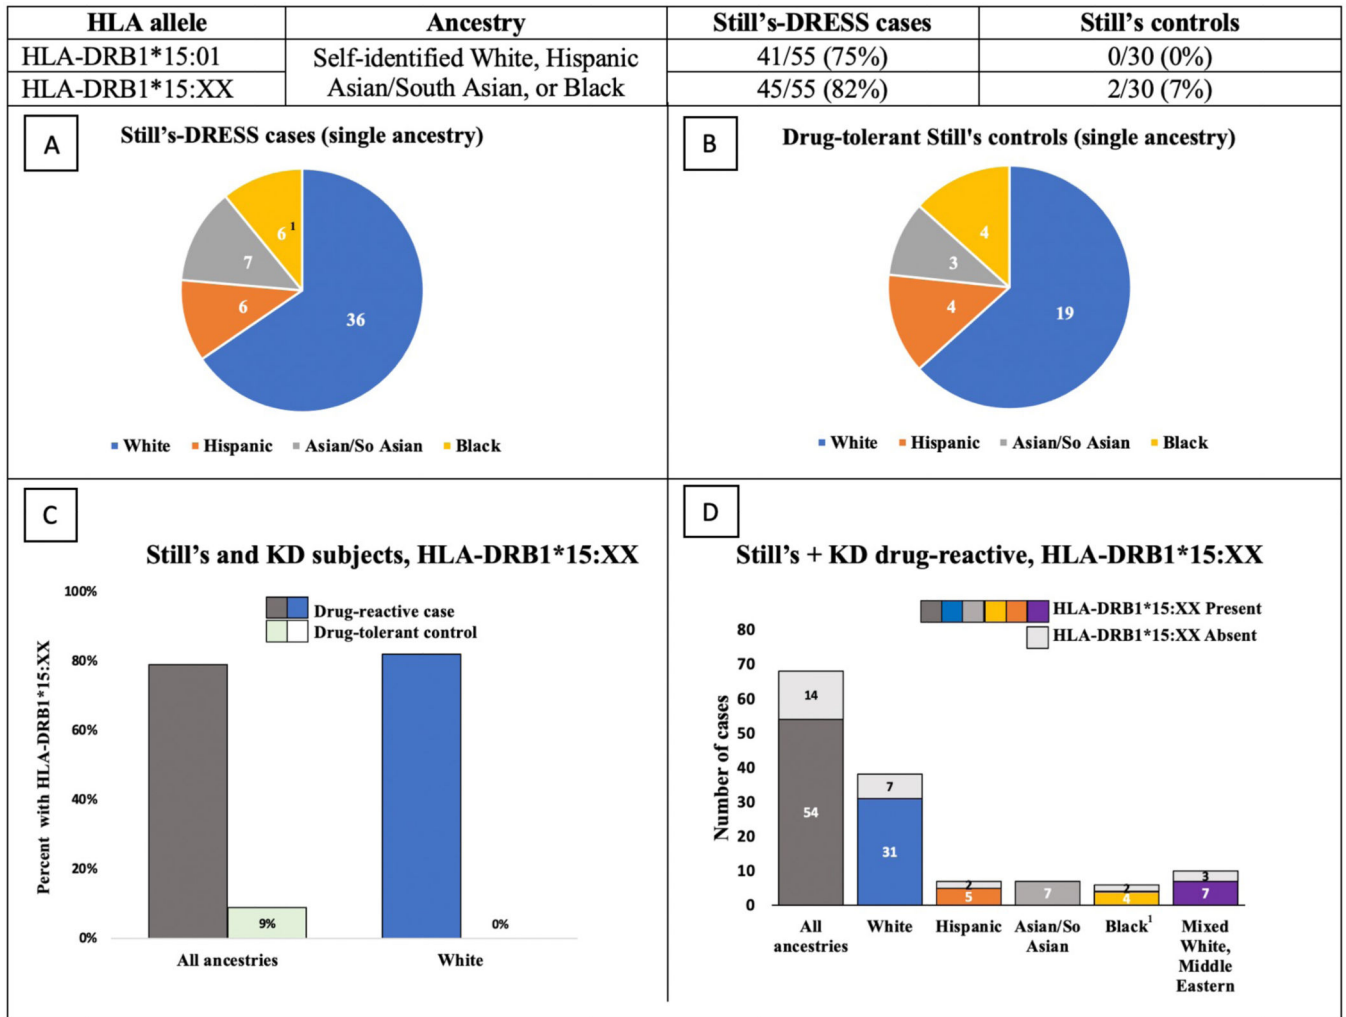 HLA allele Ancestry Still's-DRESS cases Still's controls
HLA-DRB1*15:01 Self-identified White, Hispanic 41/55 (75%) 0/30 (0%)
HLA-DRB1*15:XX Asian/South Asian, or Black 45/55 (82%) 2/30 (7%)
A
Still's-DRESS cases (single ancestry)
6 1
7
6
36
White Hispanic Asian/So Asian Black
B
Drug-tolerant Still's controls (single ancestry)
4
3
4
19
White Hispanic Asian/So Asian Black
C
Still's and KD subjects, HLA-DRB1*15:XX
Percent with HLA-DRB1*15:XX
100%
80%
60%
40%
20%
0%
Drug-reactive case
Drug-tolerant control
9%
0%
All ancestries White
D
Still's + KD drug-reactive, HLA-DRB1*15:XX
HLA-DRB1*15:XX Present
HLA-DRB1*15:XX Absent
Number of cases
80
70
60
50
40
30
20
10
0
14
54
7
31
2
5
7
2
4
3
7
All
ancestries
White
Hispanic
Asian/So
Asian
Black1
Mixed
White,
Middle
Eastern